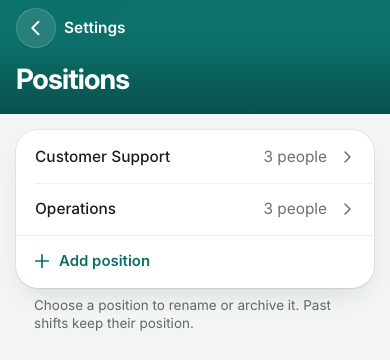 Settings
Positions
Customer Support 3 people
Operations 3 people
+ Add position
Choose a position to rename or archive it. Past
shifts keep their position.